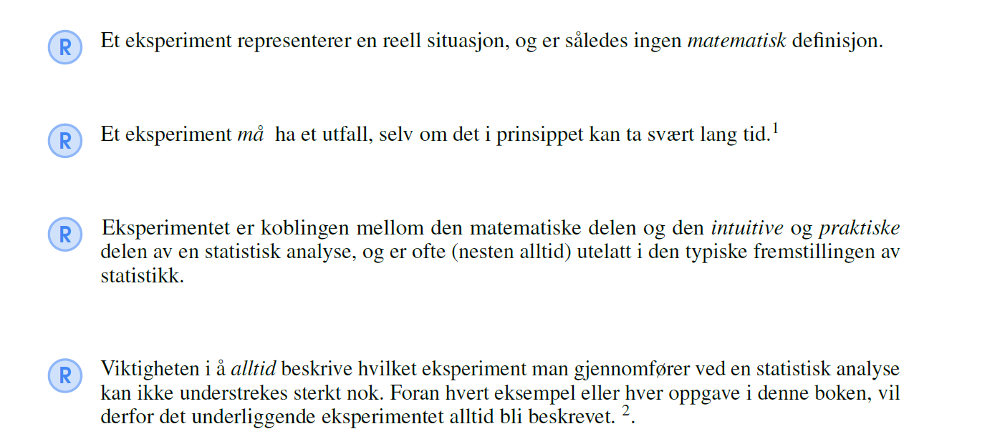 R Et eksperiment representerer en reell situasjon, og er således ingen matematisk definisjon.
R Et eksperiment må ha et utfall, selv om det i prinsippet kan ta svært lang tid.1
R Eksperimentet er koblingen mellom den matematiske delen og den intuitive og praktiske
delen av en statistisk analyse, og er ofte (nesten alltid) utelatt i den typiske fremstillingen av
statistikk.
R Viktigheten i å alltid beskrive hvilket eksperiment man gjennomfører ved en statistisk analyse
kan ikke understrekes sterkt nok. Foran hvert eksempel eller hver oppgave i denne boken, vil
derfor det underliggende eksperimentet alltid bli beskrevet. 2.